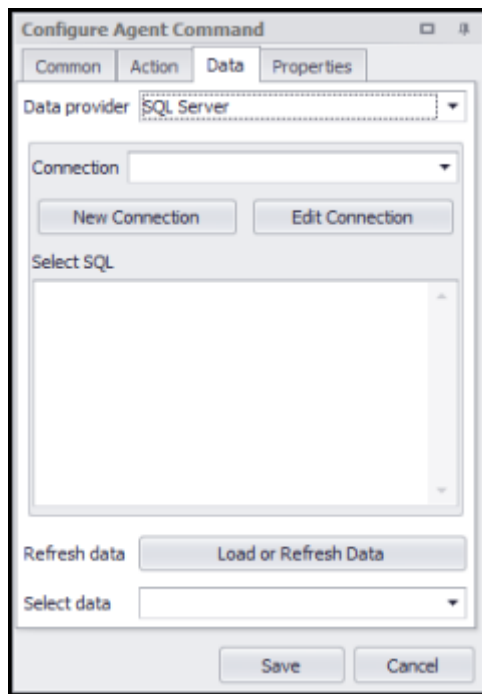 Configure Agent Command
Common Action Data Properties
Data provider SQL Server
Connection
New Connection Edit Connection
Select SQL
Refresh data Load or Refresh Data
Select data
Save Cancel